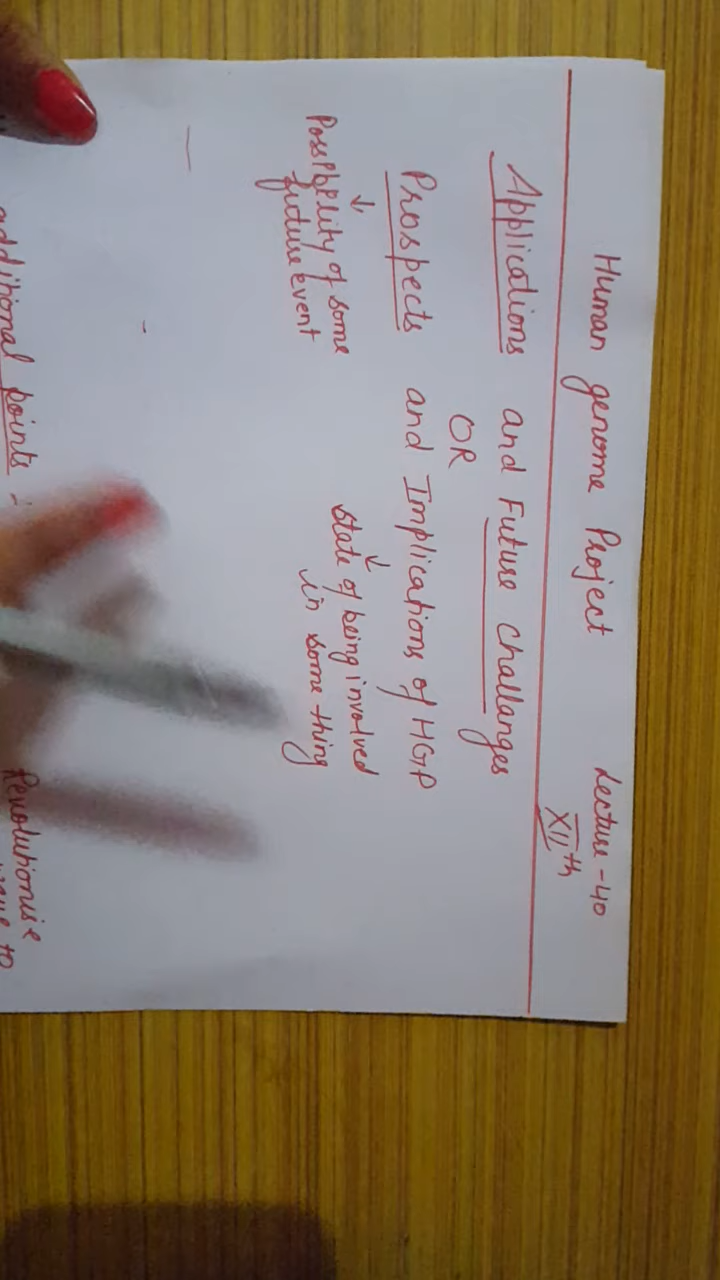 Human genome Project Lecture-40
XIIth
Applications and Future Challanges
OR
Prospects and Implications of HGP
↓ ↓
Possibility of some State of being involved
future event in some thing
additional points -
Revolutionise